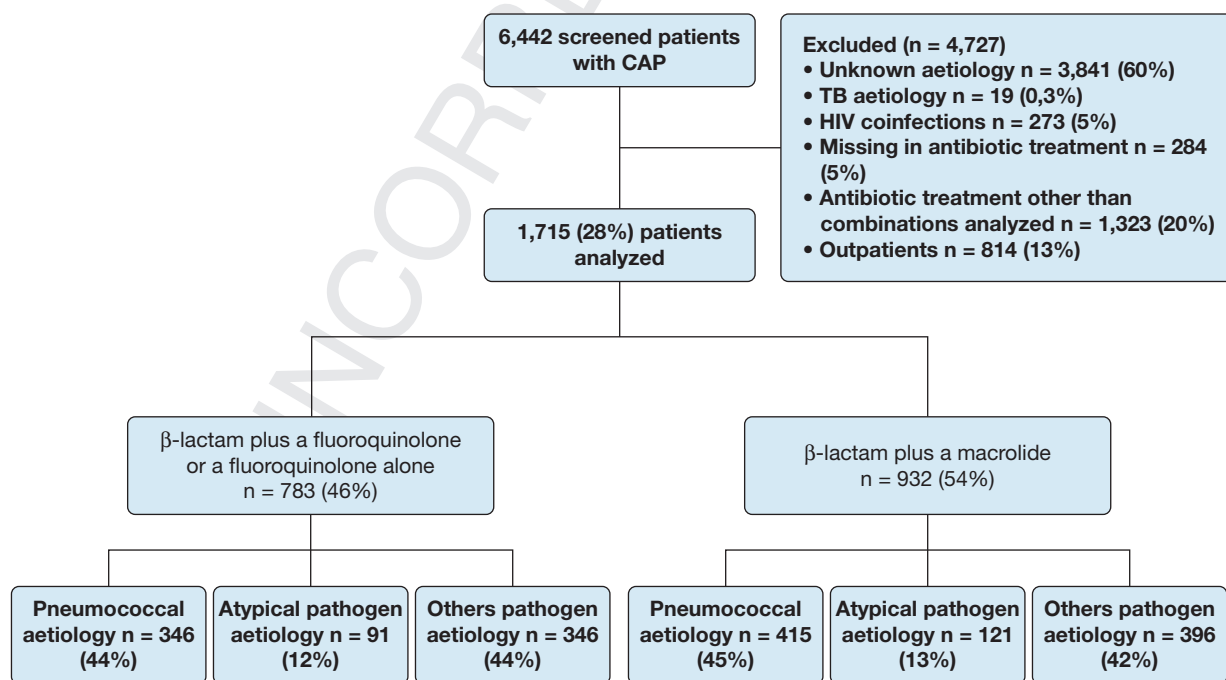 6,442 screened patients
with CAP
Excluded (n = 4,727)
• Unknown aetiology n = 3,841 (60%)
• TB aetiology n = 19 (0,3%)
• HIV coinfections n = 273 (5%)
• Missing in antibiotic treatment n = 284
(5%)
• Antibiotic treatment other than
combinations analyzed n = 1,323 (20%)
• Outpatients n = 814 (13%)
1,715 (28%) patients
analyzed
β-lactam plus a fluoroquinolone
or a fluoroquinolone alone
n = 783 (46%)
β-lactam plus a macrolide
n = 932 (54%)
Pneumococcal
aetiology n = 346
(44%)
Atypical pathogen
aetiology n = 91
(12%)
Others pathogen
aetiology n = 346
(44%)
Pneumococcal
aetiology n = 415
(45%)
Atypical pathogen
aetiology n = 121
(13%)
Others pathogen
aetiology n = 396
(42%)